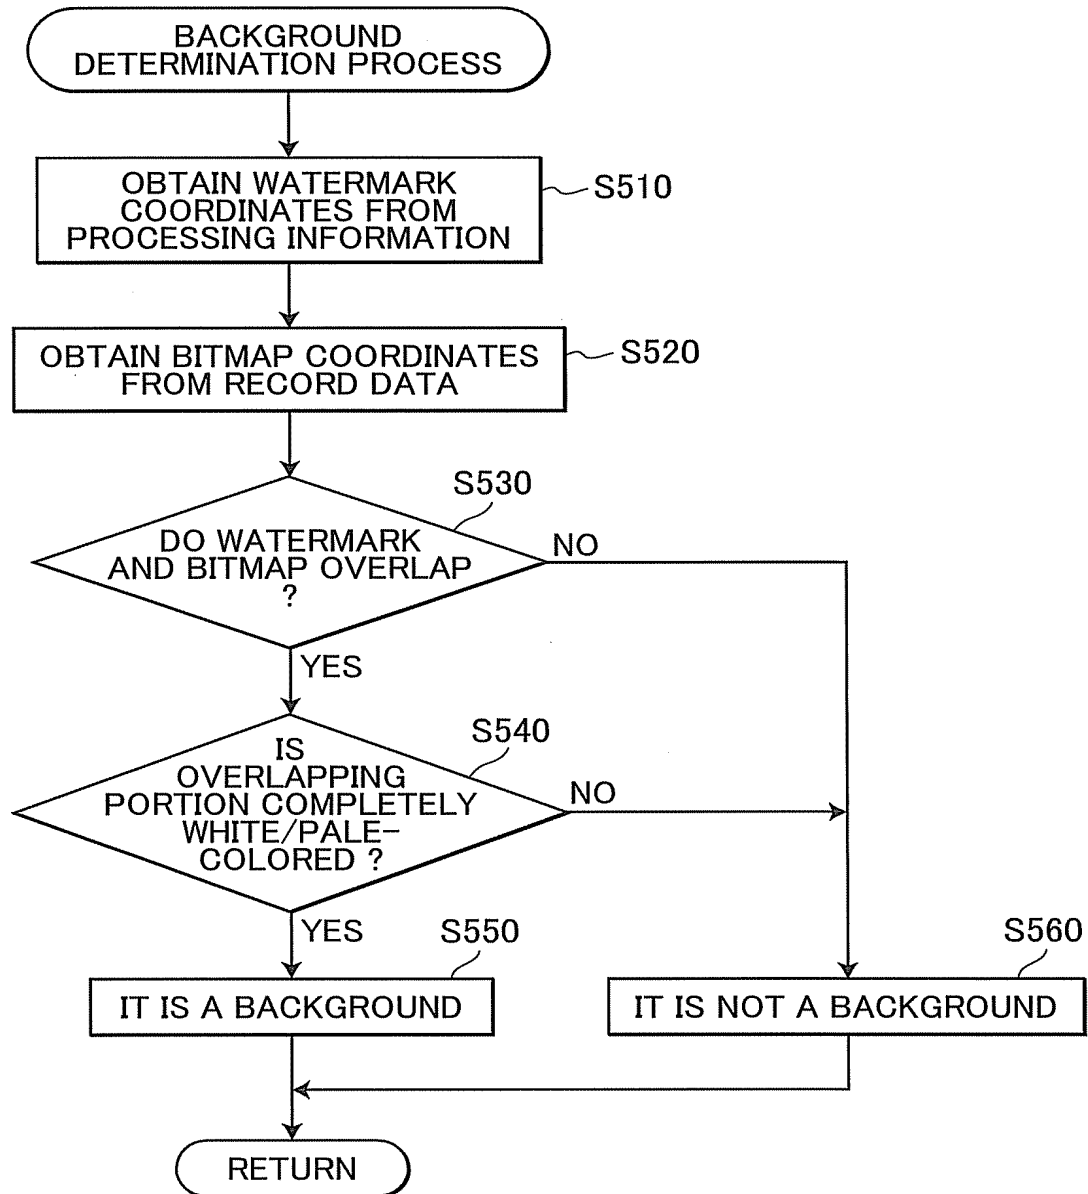 BACKGROUND
DETERMINATION PROCESS
OBTAIN WATERMARK
COORDINATES FROM
PROCESSING INFORMATION
S510
OBTAIN BITMAP COORDINATES
FROM RECORD DATA
S520
S530
DO WATERMARK
AND BITMAP OVERLAP
?
NO
YES
S540
IS
OVERLAPPING
PORTION COMPLETELY
WHITE/PALE-
COLORED ?
NO
YES
S550
IT IS A BACKGROUND
S560
IT IS NOT A BACKGROUND
RETURN